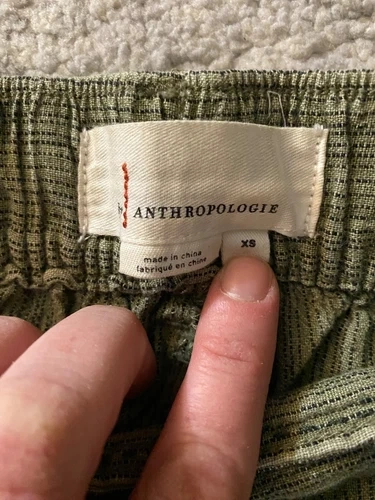 ANTHROPOLOGIE
XS
made in china
fabriqué en chine